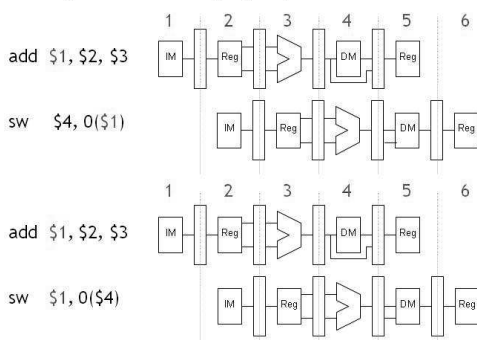 1 2 3 4 5 6
add $1, $2, $3 IM Reg DM Reg
sw $4, 0($1) IM Reg DM Reg
1 2 3 4 5 6
add $1, $2, $3 IM Reg DM Reg
sw $1, 0($4) IM Reg DM Reg